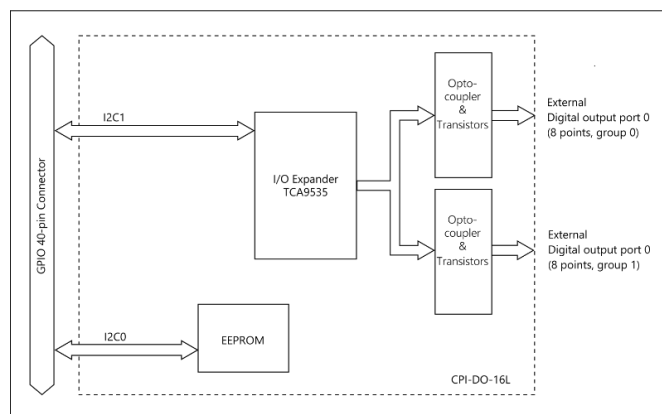 GPIO 40-pin Connector
I2C1
I/O Expander
TCA9535
Opto-
coupler
&
Transistors
External
Digital output port 0
(8 points, group 0)
Opto-
coupler
&
Transistors
External
Digital output port 0
(8 points, group 1)
I2C0
EEPROM
CPI-DO-16L